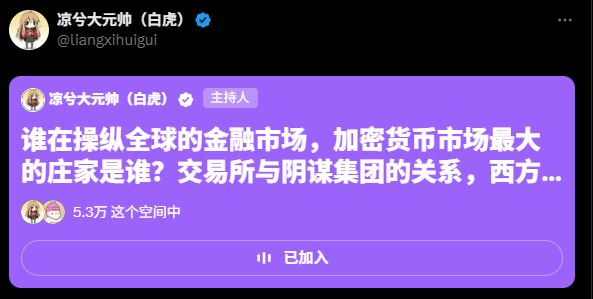 凉兮大元帅（白虎）
@liangxihuigui
凉兮大元帅（白虎） 主持人
谁在操纵全球的金融市场，加密货币市场最大
的庄家是谁？交易所与阴谋集团的关系，西方...
5.3万 这个空间中
已加入